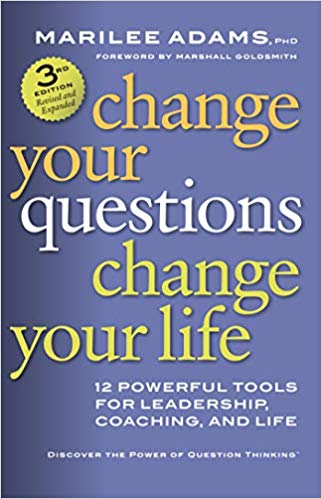 MARILEE ADAMS, PHD
FOREWORD BY MARSHALL GOLDSMITH
3RD
EDITION
Revised and
Expanded
change
your
questions
change
your life
12 POWERFUL TOOLS
FOR LEADERSHIP,
COACHING, AND LIFE
DISCOVER THE POWER OF QUESTION THINKING™